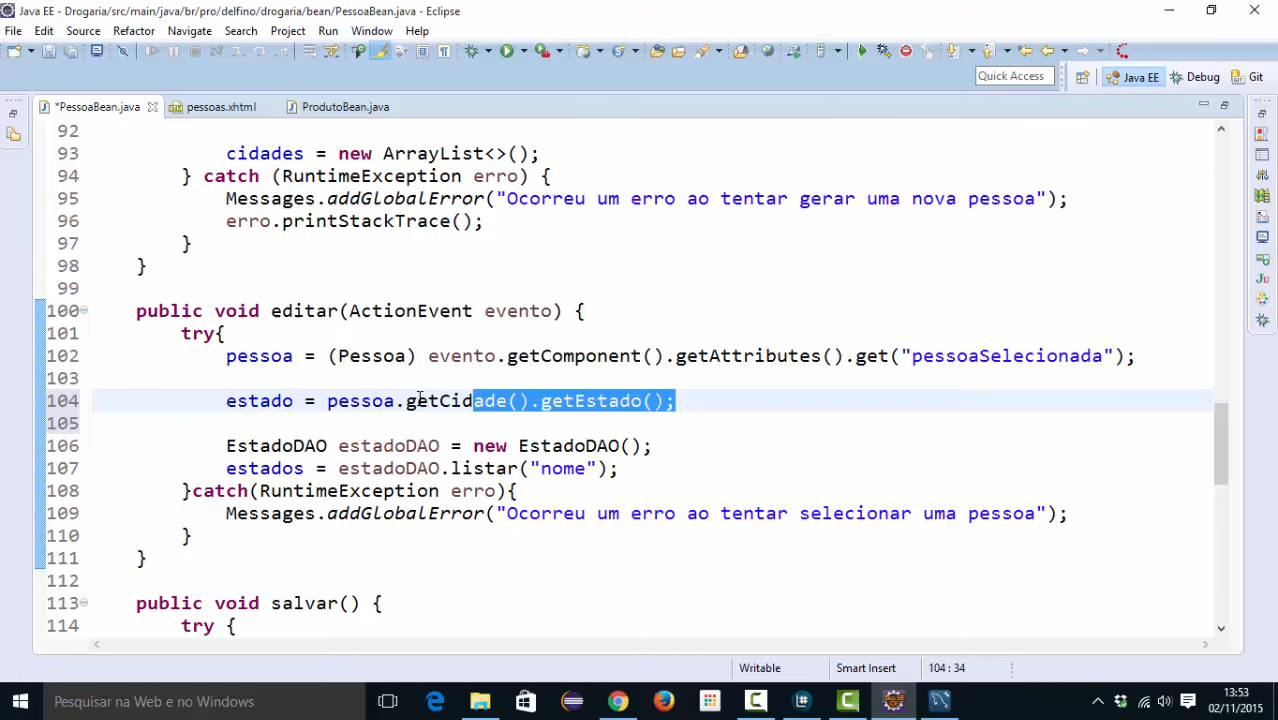 Java EE - Drogaria/src/main/java/br/pro/delfino/drogaria/bean/PessoaBean.java - Eclipse
File Edit Source Refactor Navigate Search Project Run Window Help
Quick Access Java EE Debug Git
*PessoaBean.java pessoas.xhtml ProdutoBean.java
92
93 cidades = new ArrayList<>();
94 } catch (RuntimeException erro) {
95 Messages.addGlobalError("Ocorreu um erro ao tentar gerar uma nova pessoa");
96 erro.printStackTrace();
97 }
98 }
99
100 public void editar(ActionEvent evento) {
101 try{
102 pessoa = (Pessoa) evento.getComponent().getAttributes().get("pessoaSelecionada");
103
104 estado = pessoa.getCidade().getEstado();
105
106 EstadoDAO estadoDAO = new EstadoDAO();
107 estados = estadoDAO.listar("nome");
108 }catch(RuntimeException erro){
109 Messages.addGlobalError("Ocorreu um erro ao tentar selecionar uma pessoa");
110 }
111 }
112
113 public void salvar() {
114 try {
Writable Smart Insert 104 : 34
Pesquisar na Web e no Windows
13:53
02/11/2015